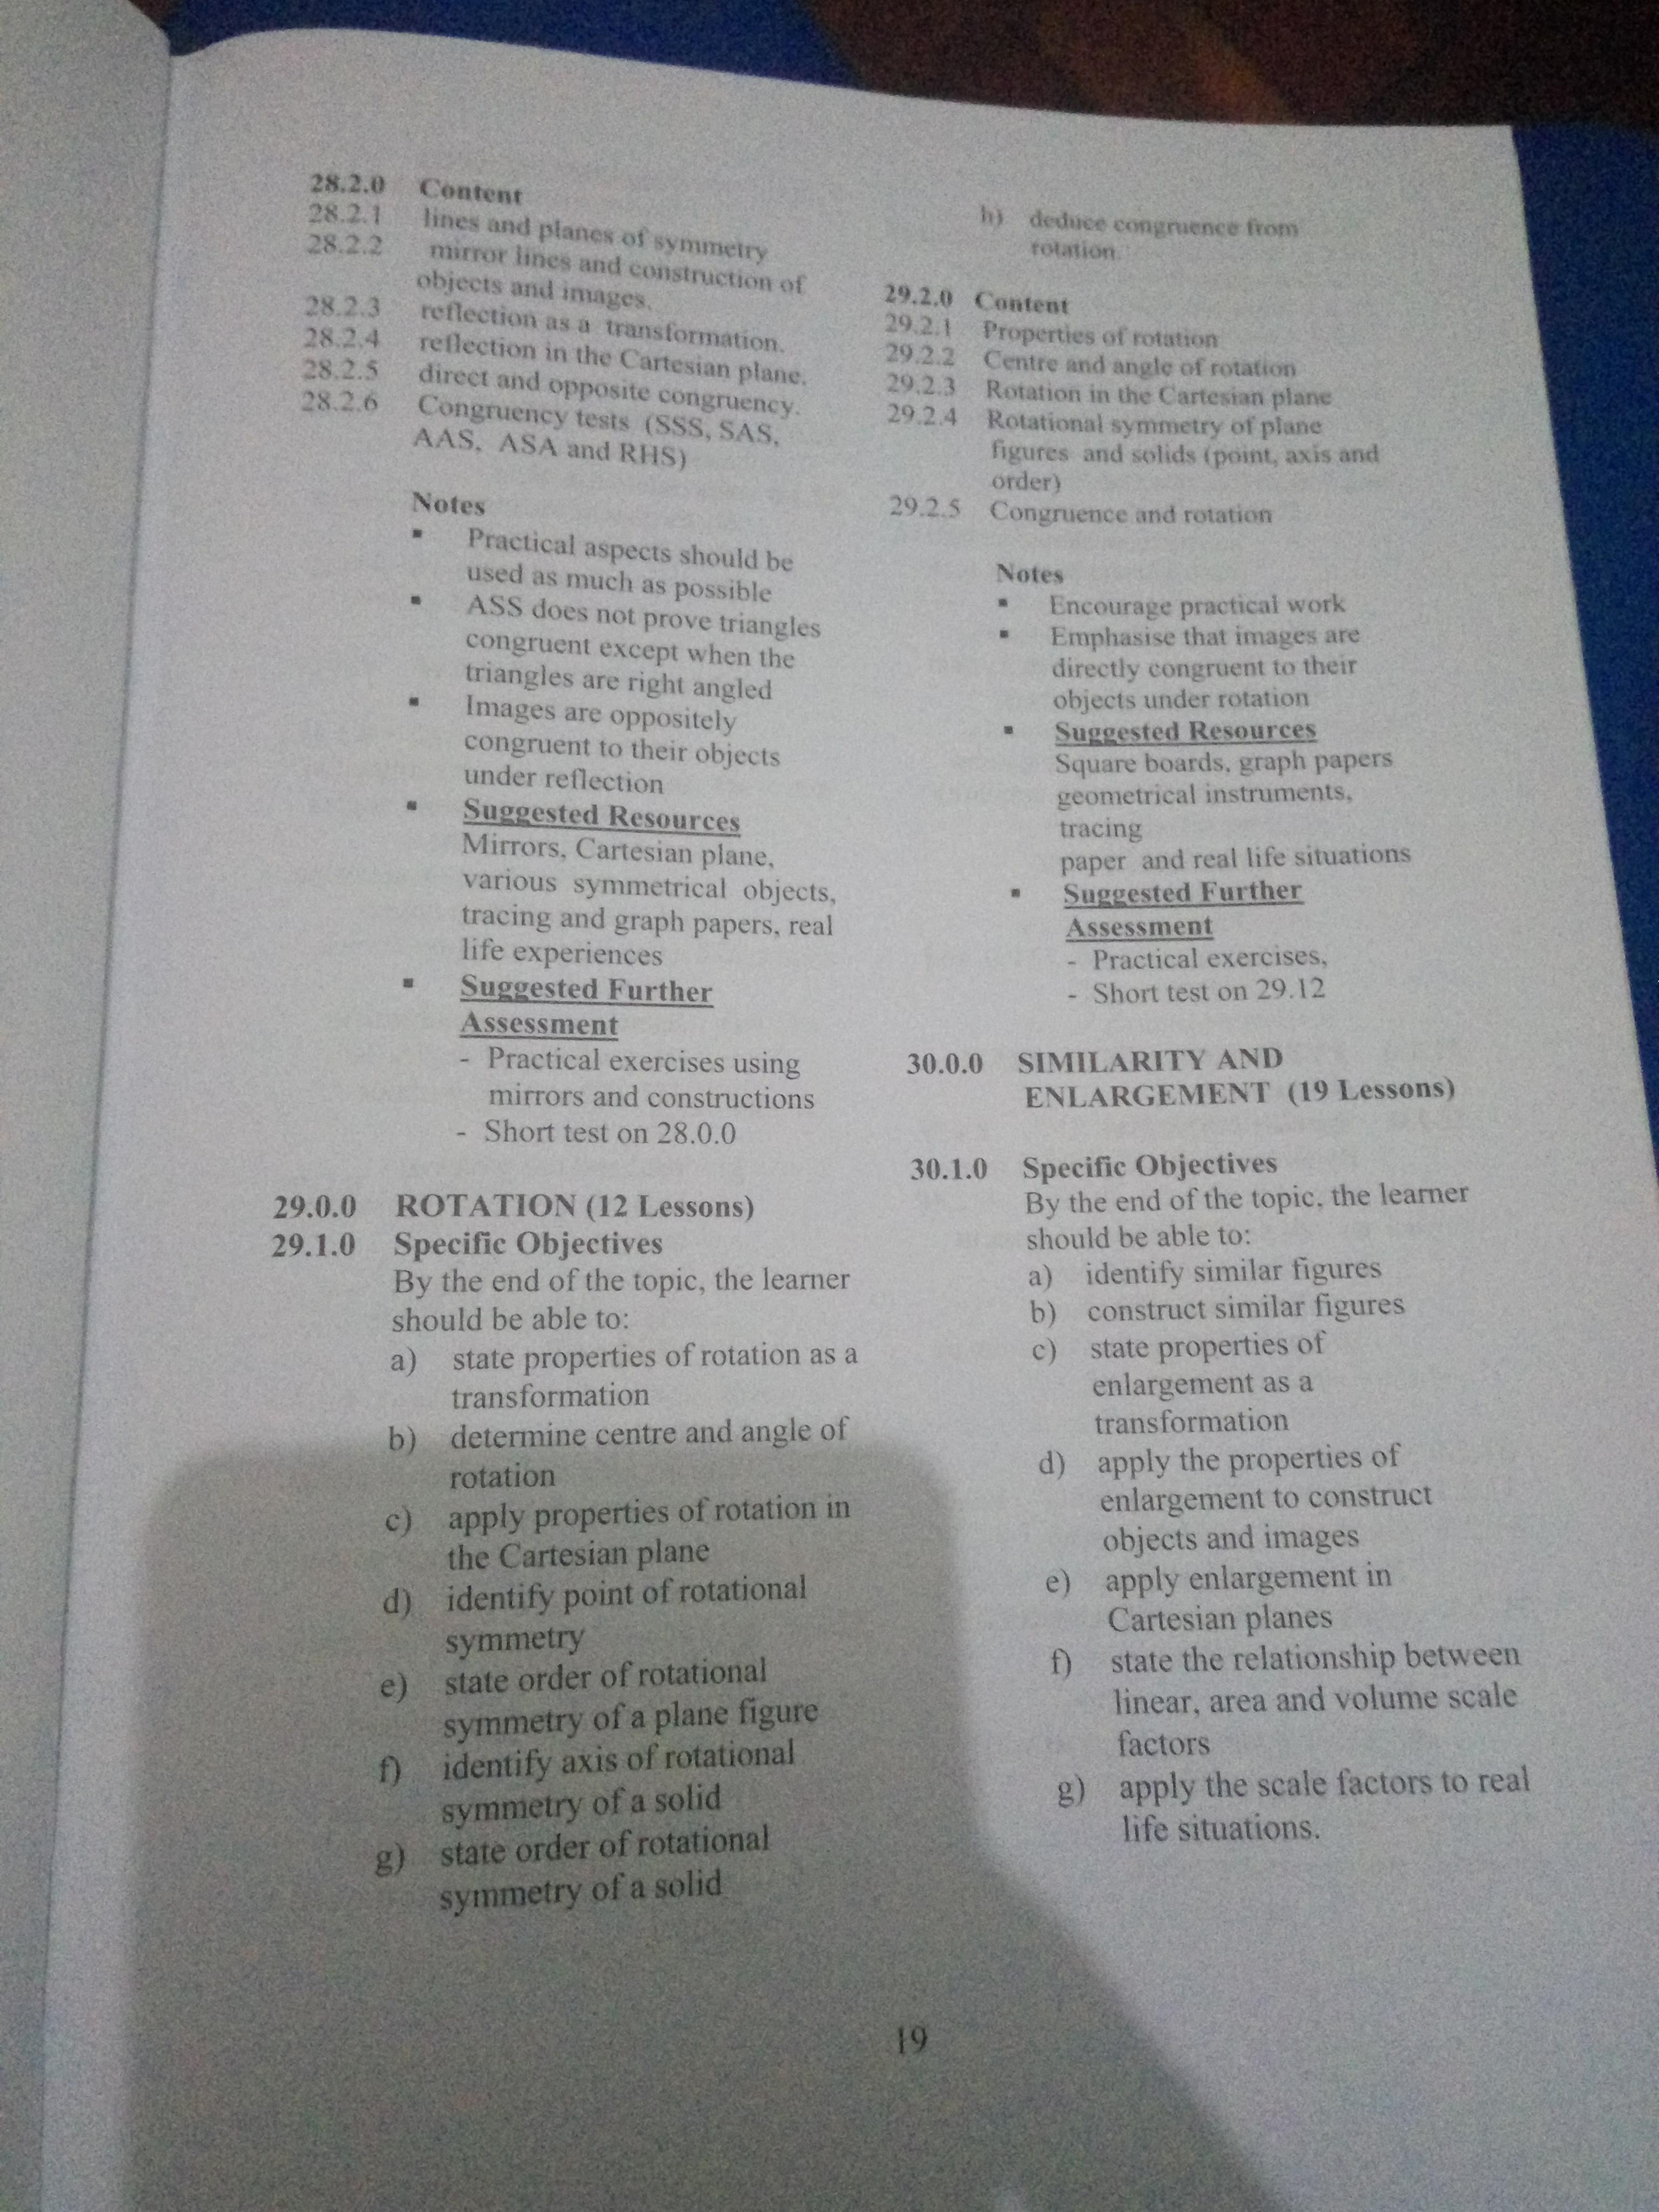 28.2.0 Content
28.2.1 lines and planes of symmetry
28.2.2 mirror lines and construction of
objects and images.
28.2.3 reflection as a transformation.
28.2.4 reflection in the Cartesian plane.
28.2.5 direct and opposite congruency.
28.2.6 Congruency tests (SSS, SAS,
AAS, ASA and RHS)
Notes
▪ Practical aspects should be
used as much as possible
▪ ASS does not prove triangles
congruent except when the
triangles are right angled
▪ Images are oppositely
congruent to their objects
under reflection
▪ Suggested Resources
Mirrors, Cartesian plane,
various symmetrical objects,
tracing and graph papers, real
life experiences
▪ Suggested Further
Assessment
- Practical exercises using
mirrors and constructions
- Short test on 28.0.0
29.0.0 ROTATION (12 Lessons)
29.1.0 Specific Objectives
By the end of the topic, the learner
should be able to:
a) state properties of rotation as a
transformation
b) determine centre and angle of
rotation
c) apply properties of rotation in
the Cartesian plane
d) identify point of rotational
symmetry
e) state order of rotational
symmetry of a plane figure
f) identify axis of rotational
symmetry of a solid
g) state order of rotational
symmetry of a solid
h) deduce congruence from
rotation.
29.2.0 Content
29.2.1 Properties of rotation
29.2.2 Centre and angle of rotation
29.2.3 Rotation in the Cartesian plane
29.2.4 Rotational symmetry of plane
figures and solids (point, axis and
order)
29.2.5 Congruence and rotation
Notes
▪ Encourage practical work
▪ Emphasise that images are
directly congruent to their
objects under rotation
▪ Suggested Resources
Square boards, graph papers
geometrical instruments,
tracing
paper and real life situations
▪ Suggested Further
Assessment
- Practical exercises,
- Short test on 29.12
30.0.0 SIMILARITY AND
ENLARGEMENT (19 Lessons)
30.1.0 Specific Objectives
By the end of the topic, the learner
should be able to:
a) identify similar figures
b) construct similar figures
c) state properties of
enlargement as a
transformation
d) apply the properties of
enlargement to construct
objects and images
e) apply enlargement in
Cartesian planes
f) state the relationship between
linear, area and volume scale
factors
g) apply the scale factors to real
life situations.
19